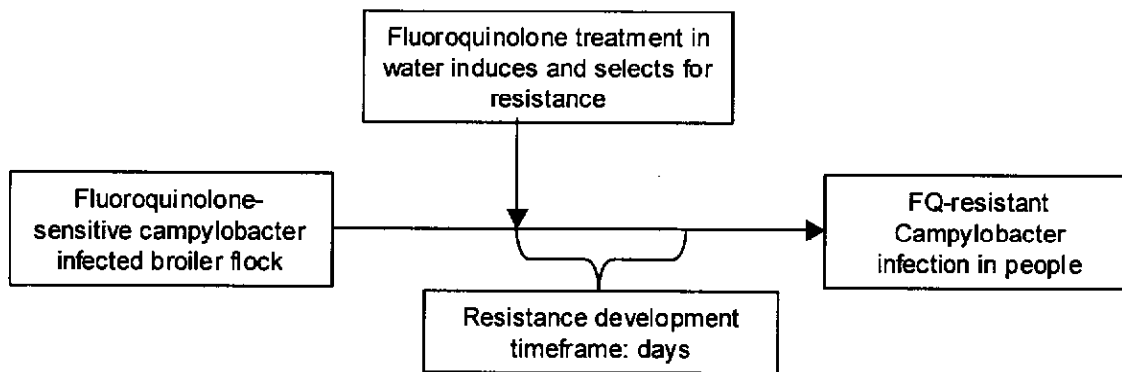 Fluoroquinolone treatment in
water induces and selects for
resistance
Fluoroquinolone-
sensitive campylobacter
infected broiler flock
FQ-resistant
Campylobacter
infection in people
Resistance development
timeframe: days